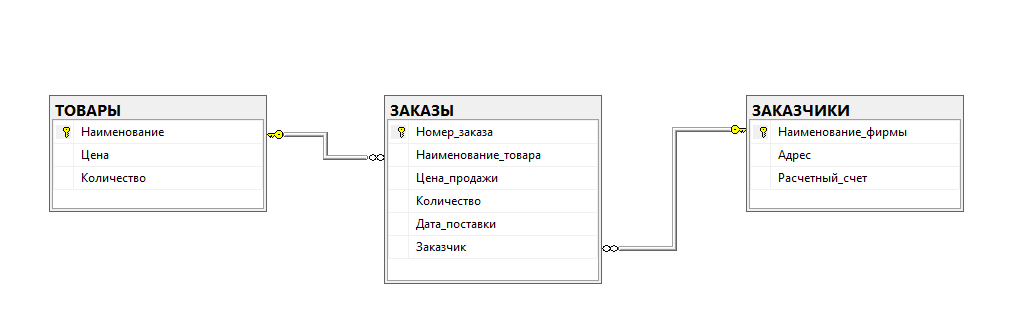 ТОВАРЫ
Наименование
Цена
Количество
ЗАКАЗЫ
Номер_заказа
Наименование_товара
Цена_продажи
Количество
Дата_поставки
Заказчик
ЗАКАЗЧИКИ
Наименование_фирмы
Адрес
Расчетный_счет